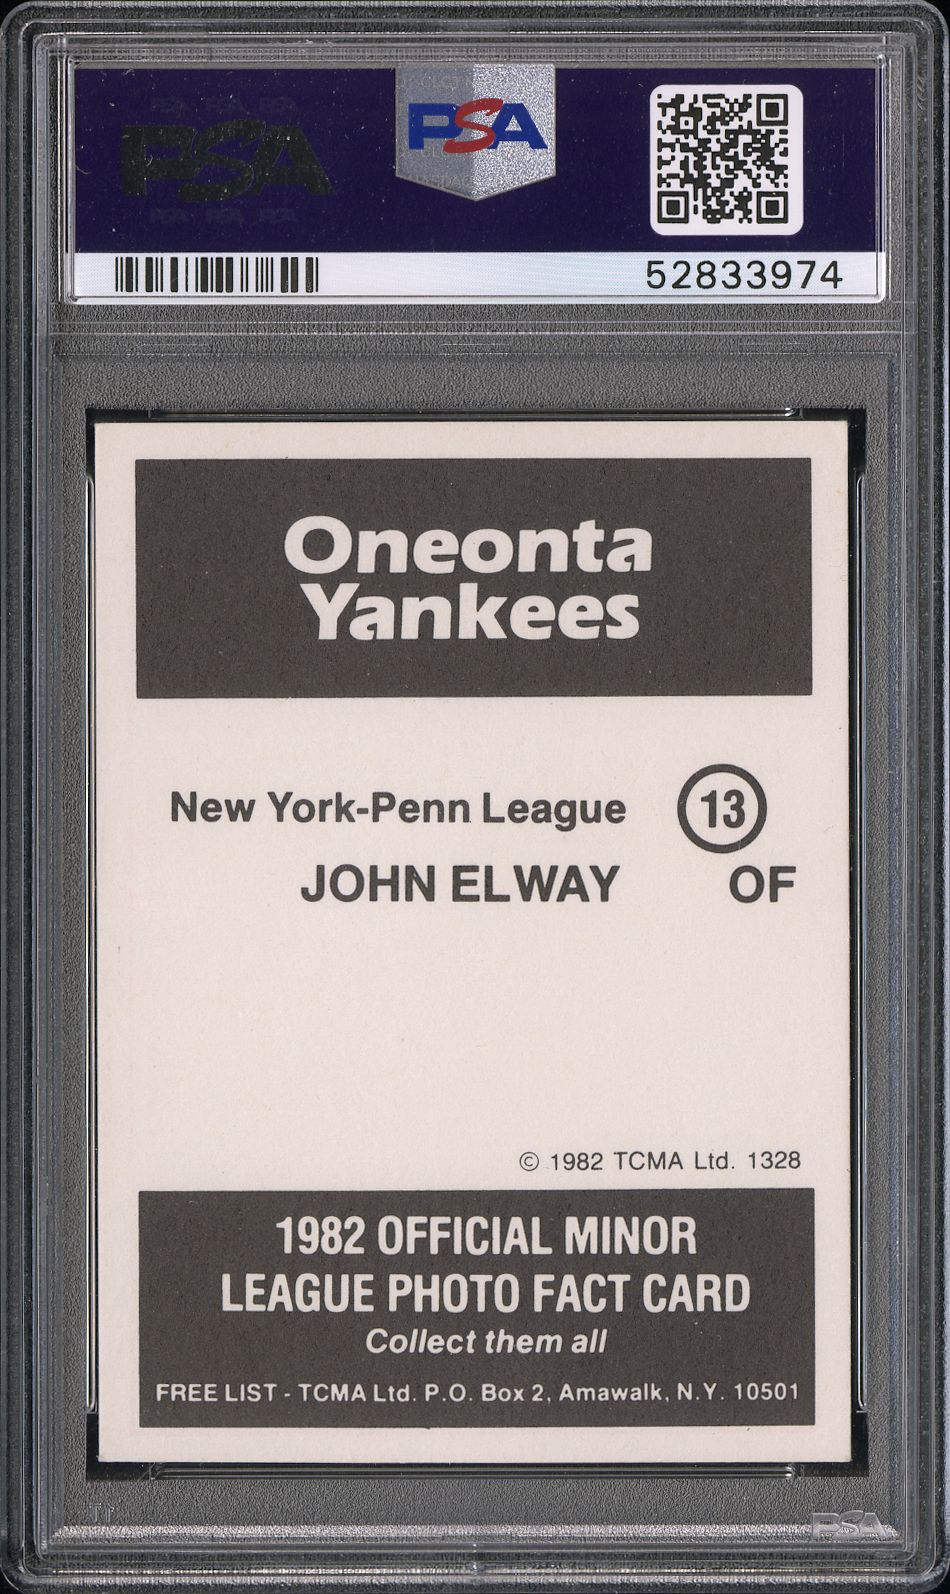 PSA
PSA
52833974
Oneonta
Yankees
New York-Penn League
13
JOHN ELWAY
OF
© 1982 TCMA Ltd. 1328
1982 OFFICIAL MINOR
LEAGUE PHOTO FACT CARD
Collect them all
FREE LIST - TCMA Ltd. P.O. Box 2, Amawalk, N.Y. 10501
PSA